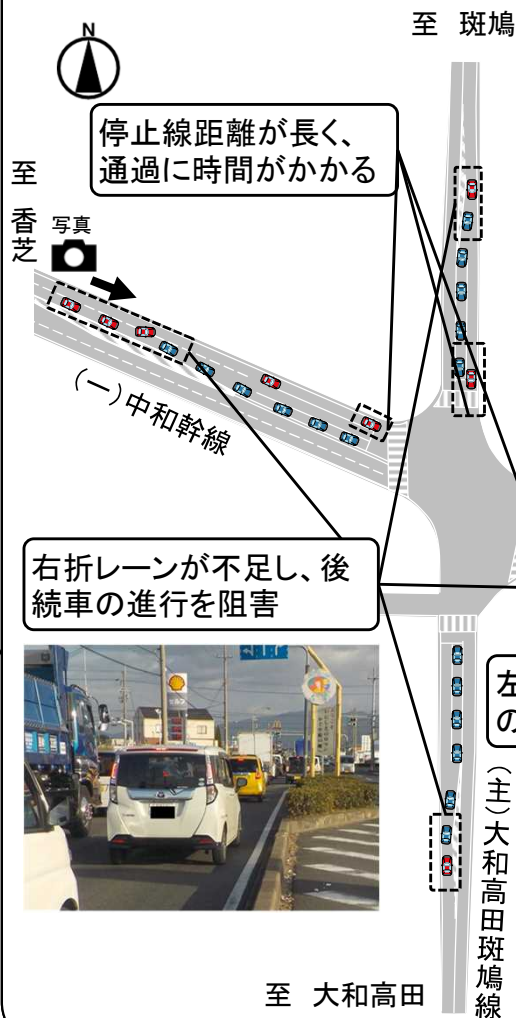 N
至 斑鳩
停止線距離が長く、
通過に時間がかかる
至
香芝
写真
(一)中和幹線
右折レーンが不足し、後
続車の進行を阻害
左
の
(主)大和高田斑鳩線
至 大和高田